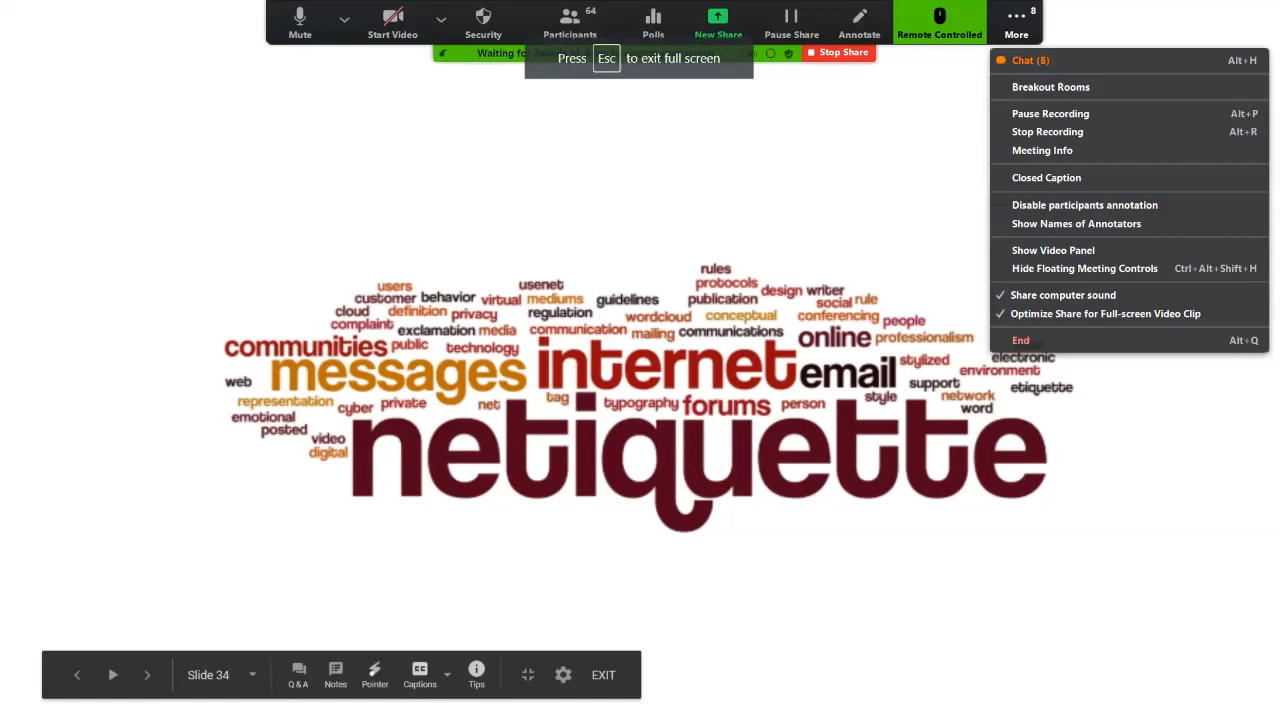 64
8
Mute
Start Video
Security
Participants
Polls
New Share
Pause Share
Annotate
Remote Controlled
More
Waiting for
Press Esc to exit full screen
Stop Share
Chat (8) Alt+H
Breakout Rooms
Pause Recording Alt+P
Stop Recording Alt+R
Meeting Info
Closed Caption
Disable participants annotation
Show Names of Annotators
Show Video Panel
Hide Floating Meeting Controls Ctrl+Alt+Shift+H
Share computer sound
Optimize Share for Full-screen Video Clip
End Alt+Q
rules
users usenet protocols design writer
customer behavior virtual mediums guidelines publication social rule
cloud definition privacy regulation wordcloud conceptual conferencing people
complaint exclamation media communication mailing communications online professionalism
communities public technology internet stylized electronic
web messages email support environment
representation cyber private net tag typography forums person style network etiquette
emotional word
posted video netiquette
digital
Slide 34
Q & A
Notes
Pointer
Captions
Tips
EXIT